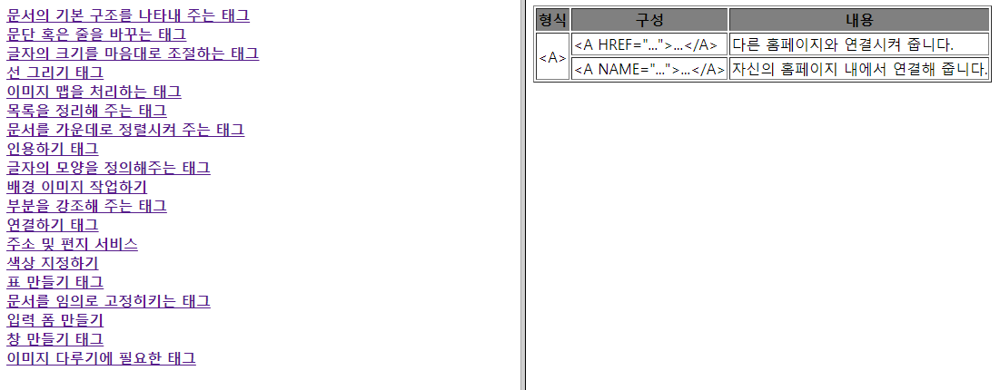 문서의 기본 구조를 나타내 주는 태그
문단 혹은 줄을 바꾸는 태그
글자의 크기를 마음대로 조절하는 태그
선 그리기 태그
이미지 맵을 처리하는 태그
목록을 정리해 주는 태그
문서를 가운데로 정렬시켜 주는 태그
인용하기 태그
글자의 모양을 정의해주는 태그
배경 이미지 작업하기
부분을 강조해 주는 태그
연결하기 태그
주소 및 편지 서비스
색상 지정하기
표 만들기 태그
문서를 임의로 고정히키는 태그
입력 폼 만들기
창 만들기 태그
이미지 다루기에 필요한 태그
형식 구성 내용
<A> <A HREF="...">...</A> 다른 홈페이지와 연결시켜 줍니다.
<A NAME="...">...</A> 자신의 홈페이지 내에서 연결해 줍니다.